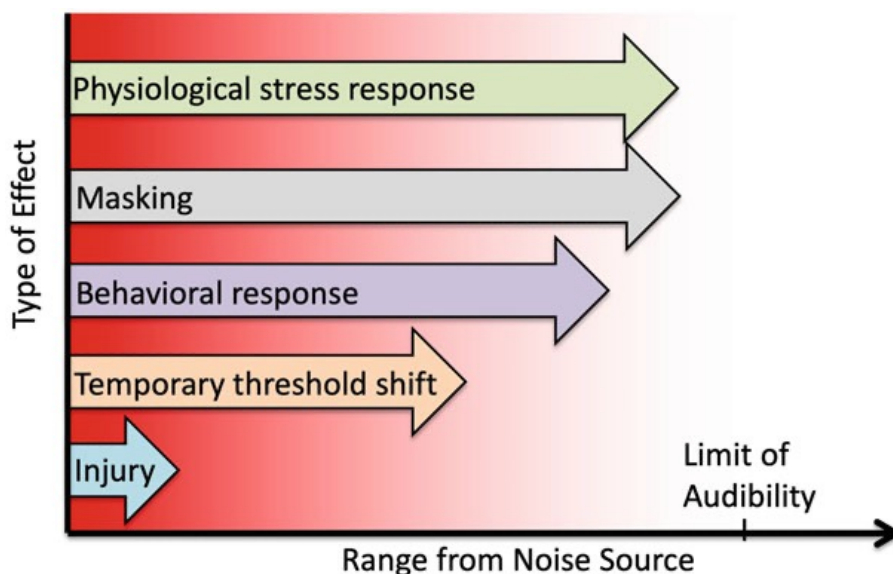 Type of Effect
Physiological stress response
Masking
Behavioral response
Temporary threshold shift
Injury
Limit of
Audibility
Range from Noise Source